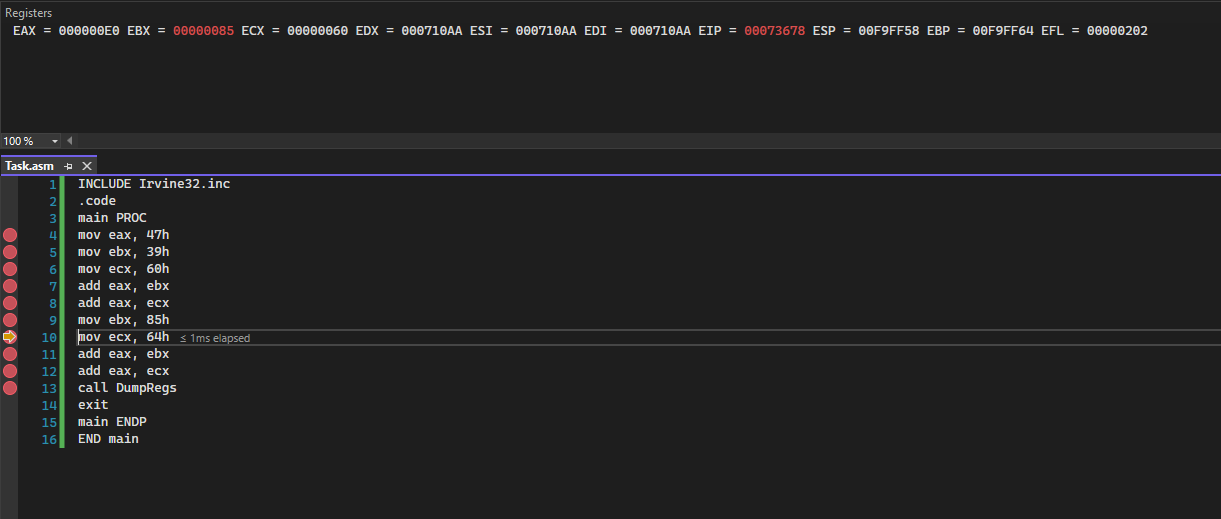 Registers
EAX = 000000E0 EBX = 00000085 ECX = 00000060 EDX = 000710AA ESI = 000710AA EDI = 000710AA EIP = 00073678 ESP = 00F9FF58 EBP = 00F9FF64 EFL = 00000202
100 %
Task.asm
1 INCLUDE Irvine32.inc
2 .code
3 main PROC
4 mov eax, 47h
5 mov ebx, 39h
6 mov ecx, 60h
7 add eax, ebx
8 add eax, ecx
9 mov ebx, 85h
10 mov ecx, 64h ≤ 1ms elapsed
11 add eax, ebx
12 add eax, ecx
13 call DumpRegs
14 exit
15 main ENDP
16 END main